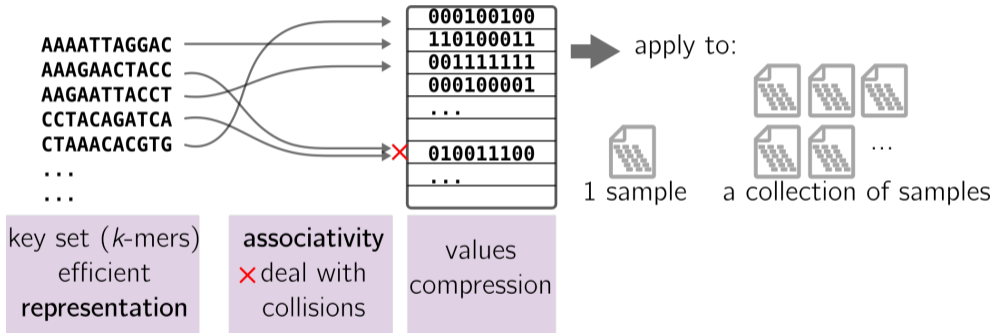 AAAATTAGGAC
AAAGAACTACC
AAGAATTACCT
CCTACAGATCA
CTAAACACGTG
...
...
000100100
110100011
001111111
000100001
...
010011100
...
apply to:
1 sample
...
a collection of samples
key set (k-mers)
efficient
representation
associativity
deal with
collisions
values
compression